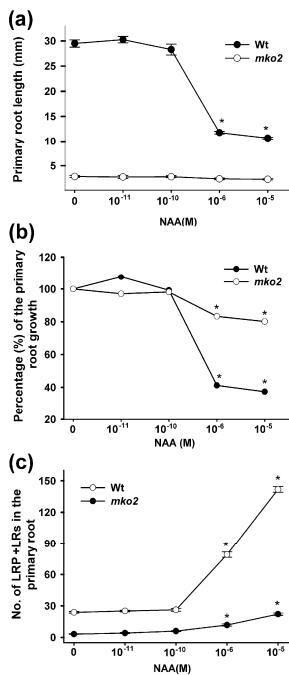 (a)
Primary root length (mm)
30
25
20
15
10
5
Wt
mko2
*
*
0
10-11
10-10
10-6
10-5
NAA(M)
(b)
Percentage (%) of the primary
root growth
120
100
80
60
40
20
Wt
mko2
*
*
*
*
0
10-11
10-10
10-6
10-5
NAA (M)
(c)
No. of LRP +LRs in the
primary root
150
120
90
60
30
0
Wt
mko2
*
*
*
*
0
10-11
10-10
10-6
10-5
NAA(M)